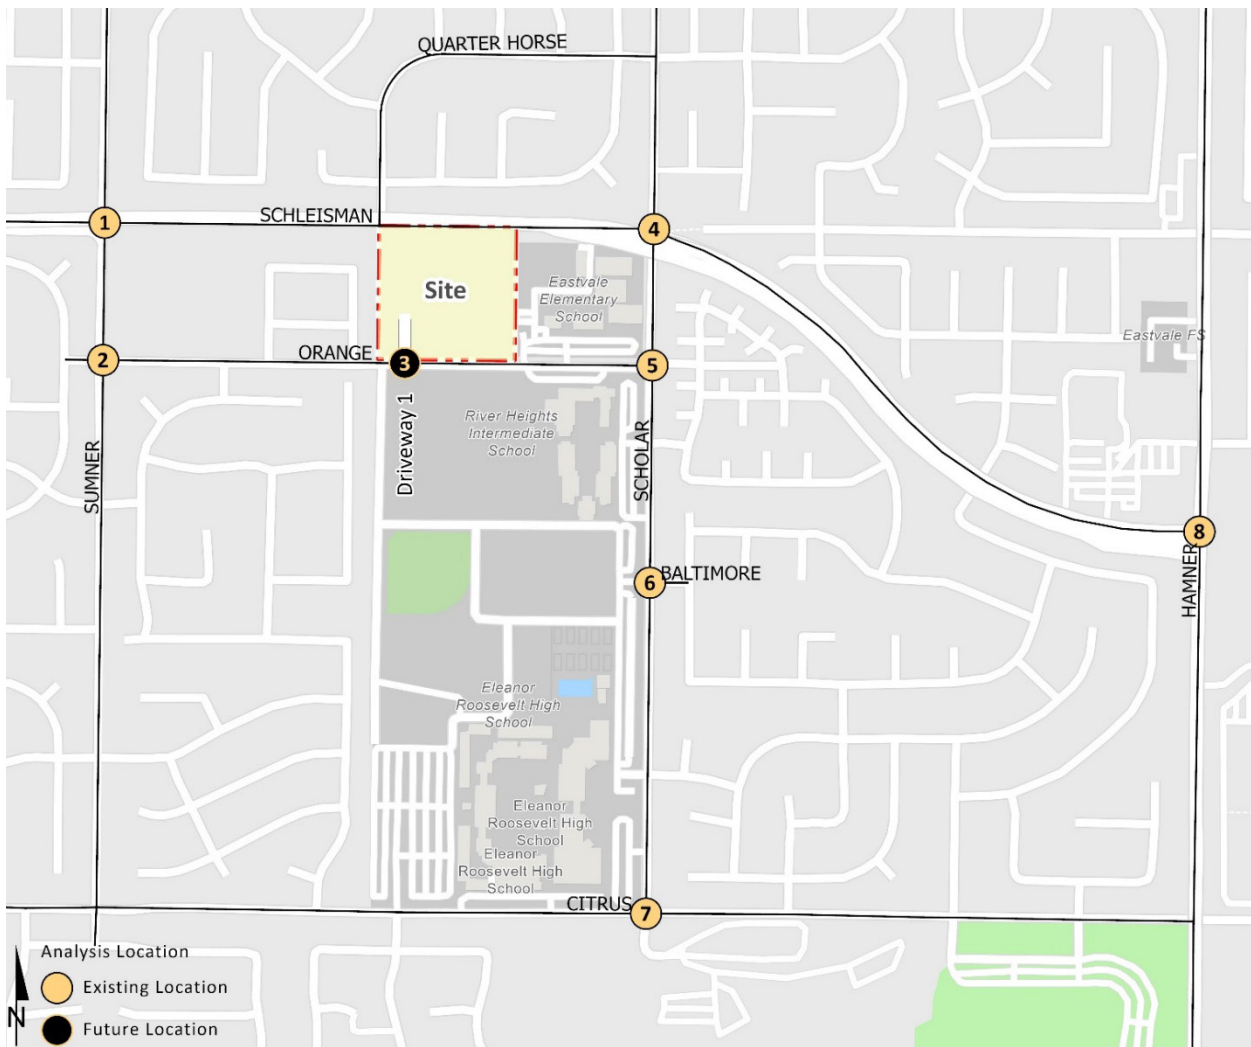 QUARTER HORSE
1
SCHLEISMAN
4
Site
Eastvale
Elementary
School
Eastvale FS
2
ORANGE
3
5
River Heights
Intermediate
School
Driveway 1
SUMNER
SCHOLAR
8
6
BALTIMORE
HAMNER
Eleanor
Roosevelt High
School
Eleanor
Roosevelt High
School
Eleanor
Roosevelt High
School
CITRUS
7
Analysis Location
Existing Location
N
Future Location